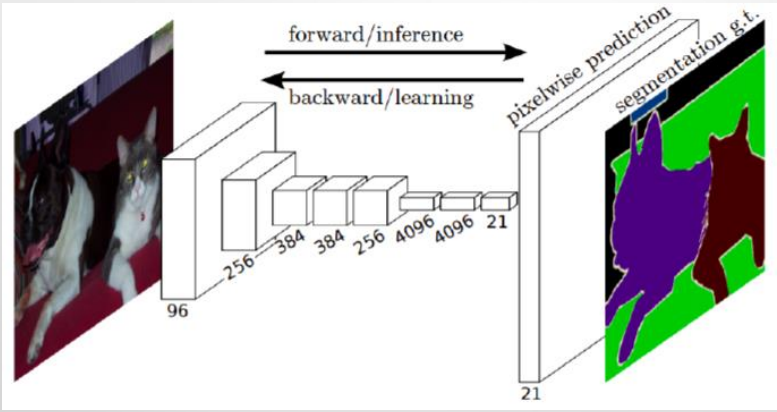 forward/inference
backward/learning
pixelwise prediction
segmentation g.t.
96
256
384
384
256
4096
4096
21
21